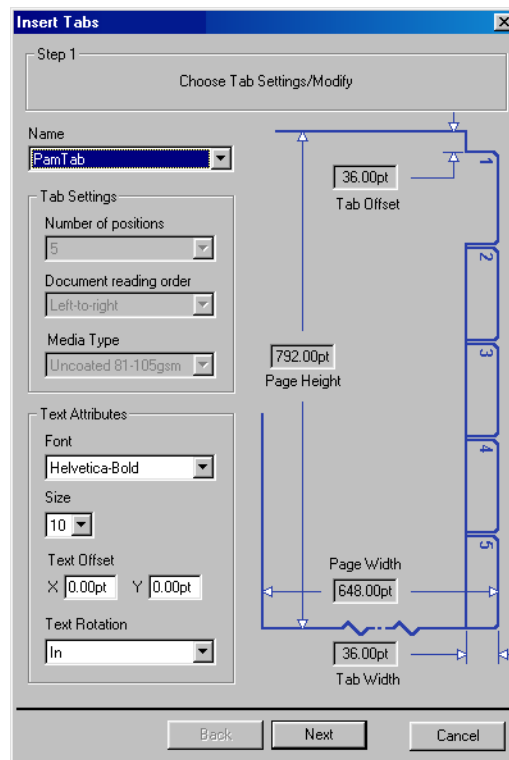 Insert Tabs
Step 1
Choose Tab Settings/Modify
Name
PamTab
Tab Settings
Number of positions
5
Document reading order
Left-to-right
Media Type
Uncoated 81-105gsm
Text Attributes
Font
Helvetica-Bold
Size
10
Text Offset
X 0.00pt Y 0.00pt
Text Rotation
In
1
36.00pt
Tab Offset
2
3
792.00pt
Page Height
4
5
Page Width
648.00pt
36.00pt
Tab Width
Back Next Cancel